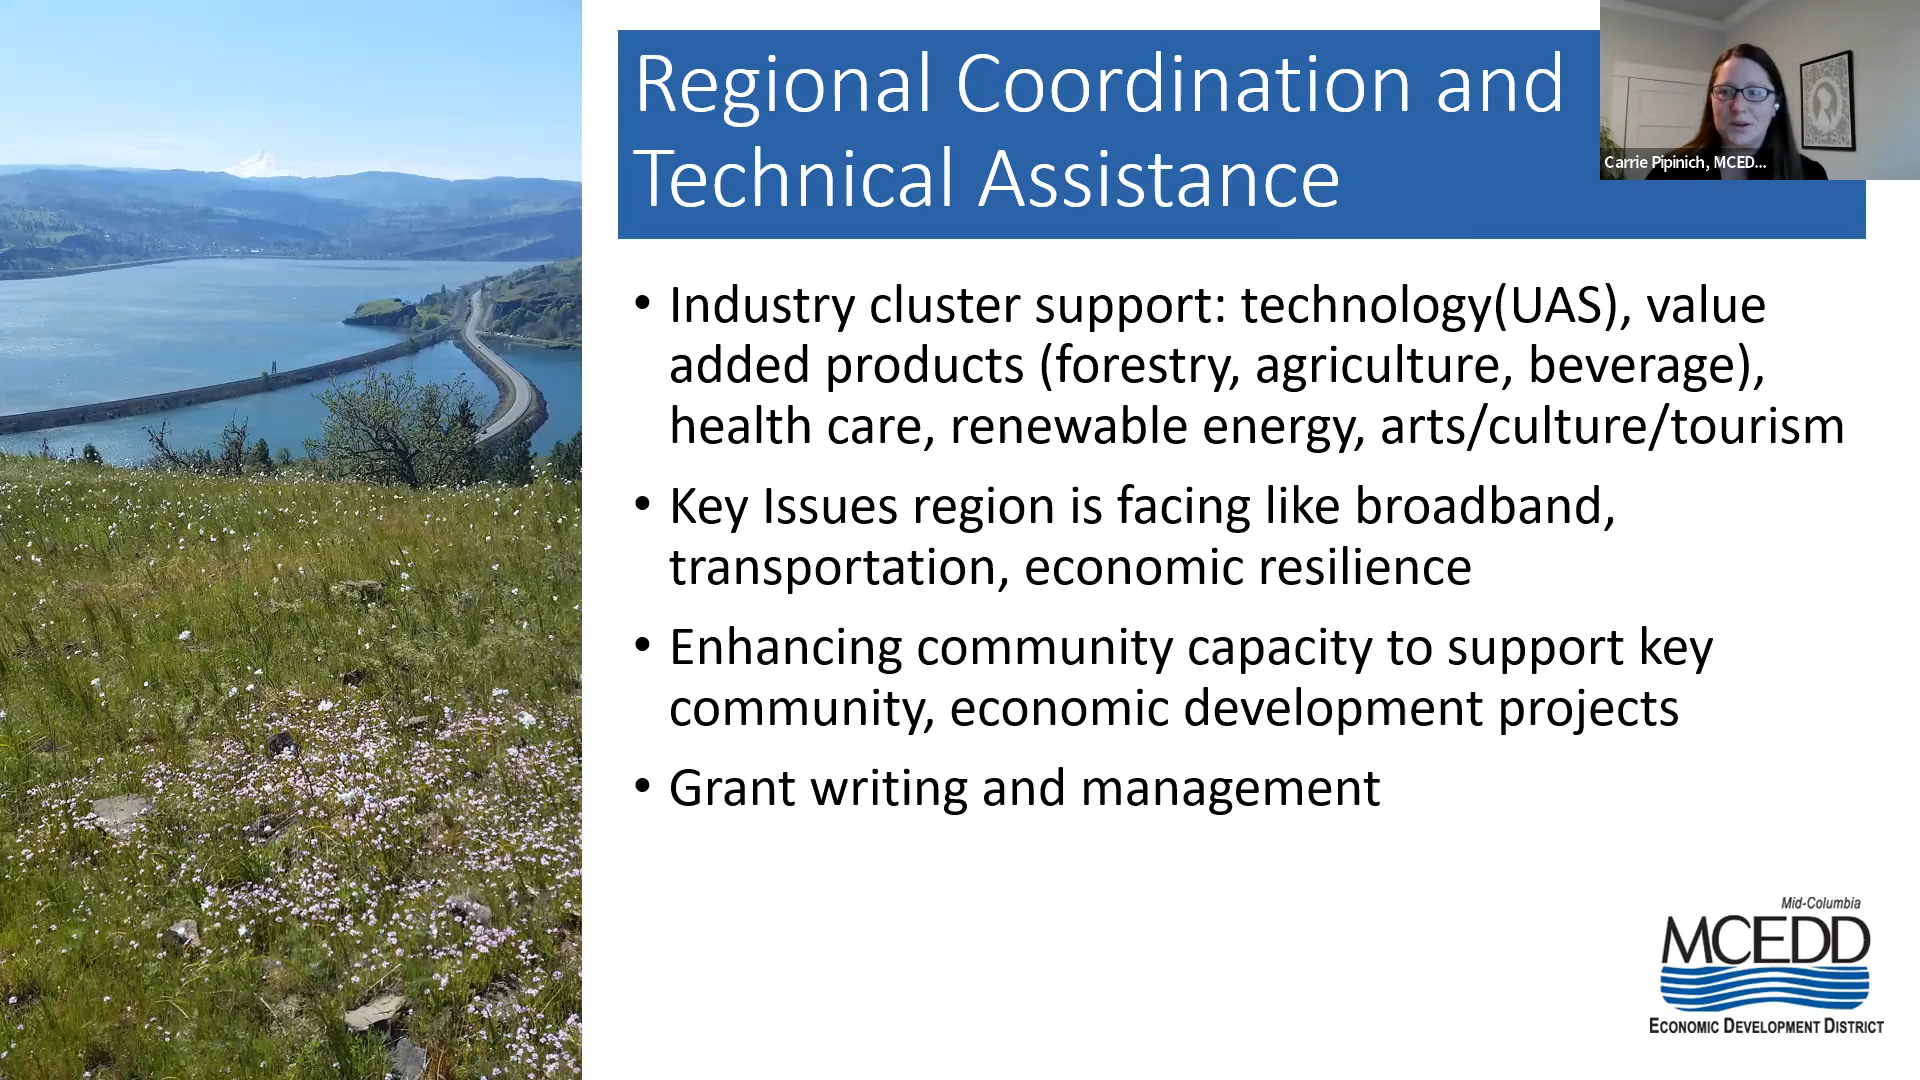 Regional Coordination and
Technical Assistance
Carrie Pipinich, MCED...
• Industry cluster support: technology(UAS), value
added products (forestry, agriculture, beverage),
health care, renewable energy, arts/culture/tourism
• Key Issues region is facing like broadband,
transportation, economic resilience
• Enhancing community capacity to support key
community, economic development projects
• Grant writing and management
Mid-Columbia
MCEDD
ECONOMIC DEVELOPMENT DISTRICT